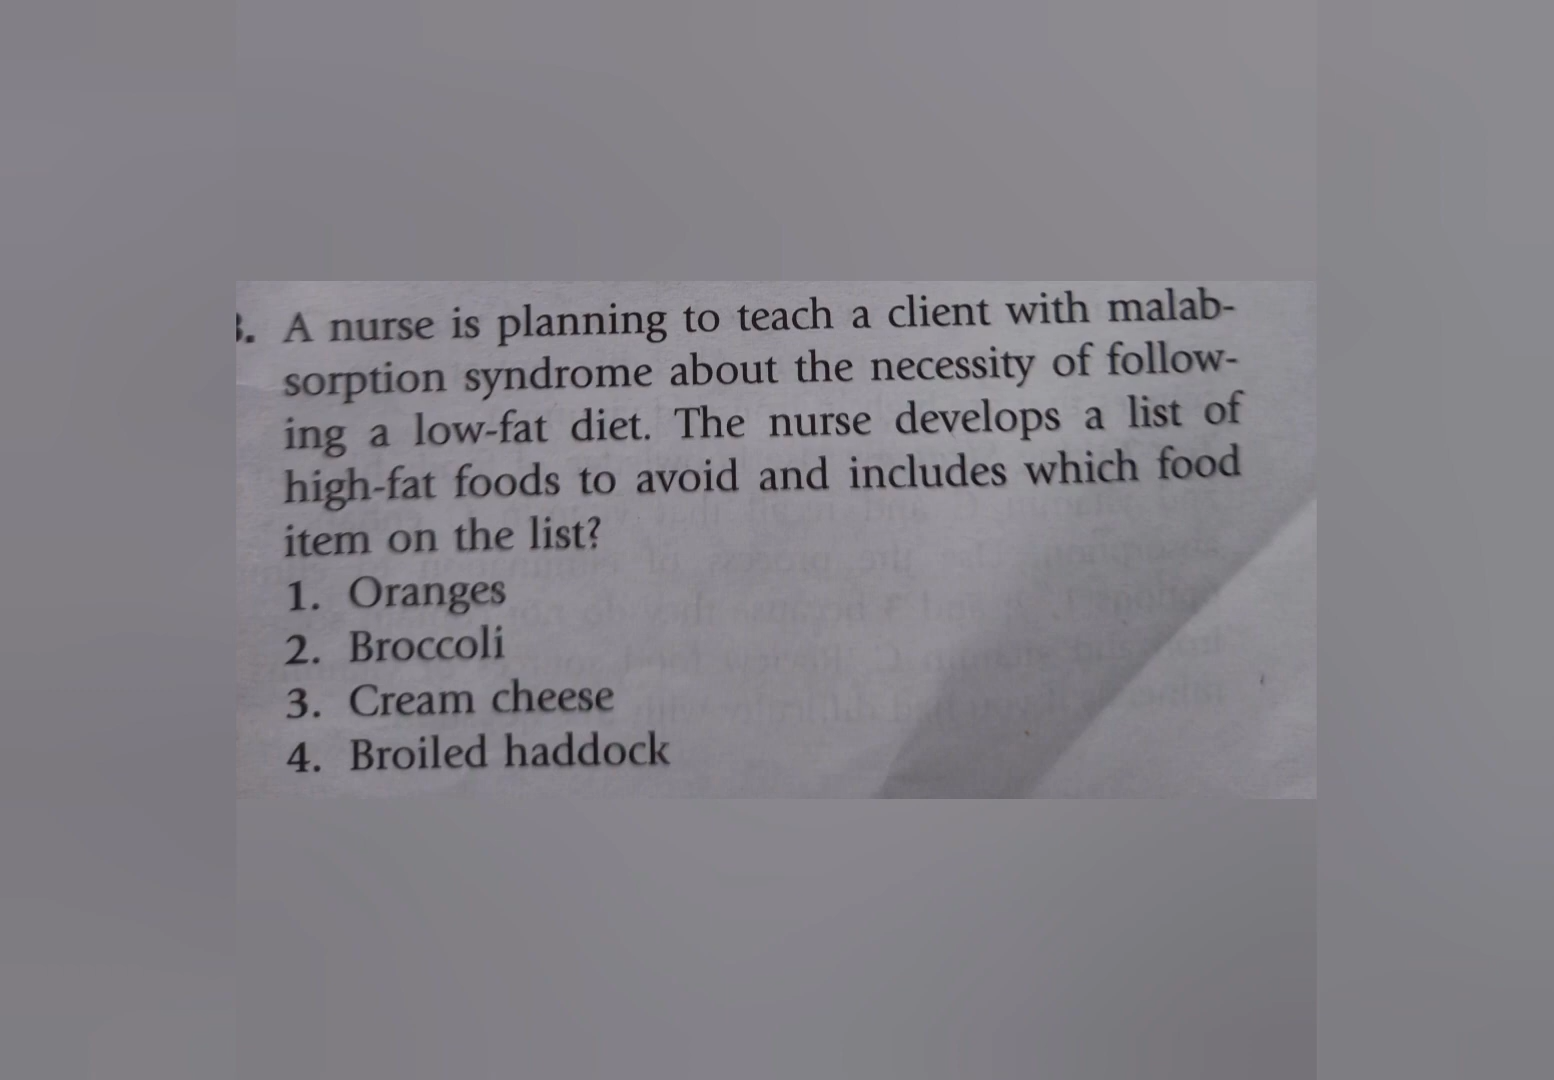 . A nurse is planning to teach a client with malab-
sorption syndrome about the necessity of follow-
ing a low-fat diet. The nurse develops a list of
high-fat foods to avoid and includes which food
item on the list?
1. Oranges
2. Broccoli
3. Cream cheese
4. Broiled haddock